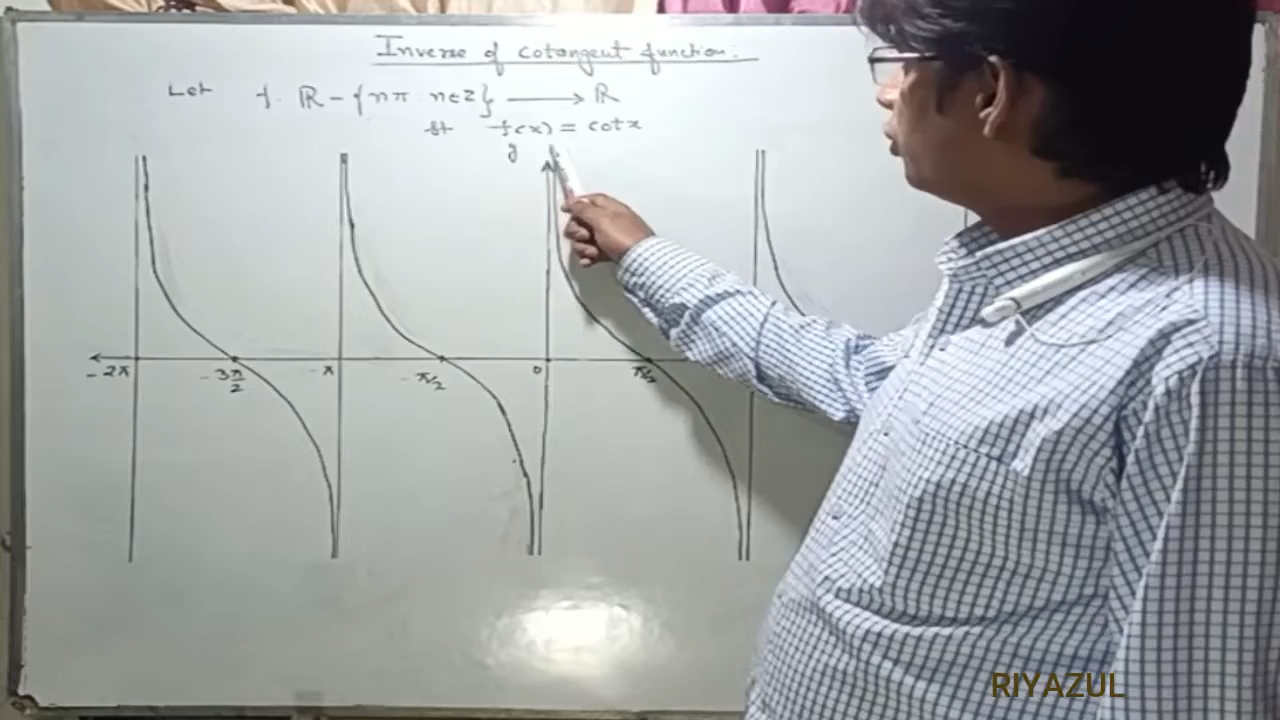 Inverse of cotangent function.
Let f: ℝ - {nπ : n∈Z} ⟶ ℝ
st f(x) = cot x
y
-2π -3π/2 -π -π/2 0 π/2
RIYAZUL